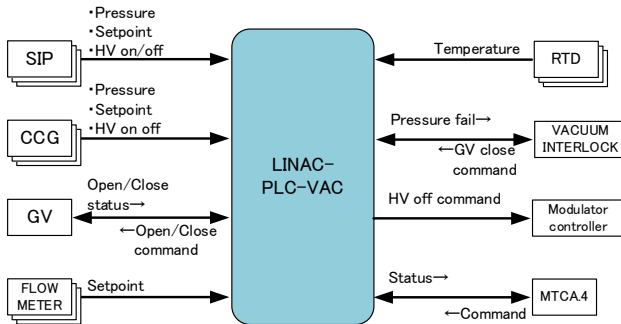 ・Pressure
・Setpoint
・HV on/off
SIP
・Pressure
・Setpoint
・HV on off
CCG
Open/Close
status→
GV
←Open/Close
command
FLOW
METER
Setpoint
LINAC-
PLC-VAC
Temperature
RTD
Pressure fail→
←GV close
command
VACUUM
INTERLOCK
HV off command
Modulator
controller
Status→
←Command
MTCA.4